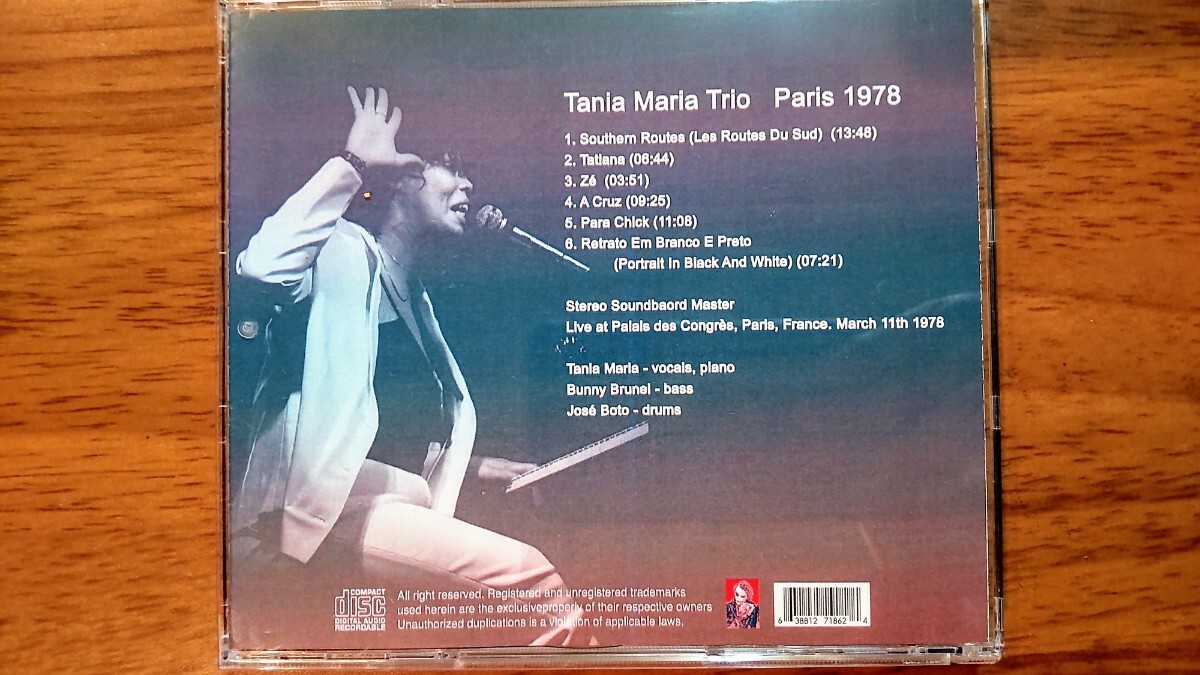 Tania Maria Trio Paris 1978
1. Southern Routes (Les Routes Du Sud) (13:48)
2. Tatiana (06:44)
3. Zé (03:51)
4. A Cruz (09:25)
5. Para Chick (11:08)
6. Retrato Em Branco E Preto
(Portrait In Black And White) (07:21)
Stereo Soundbaord Master
Live at Palais des Congrès, Paris, France. March 11th 1978
Tania Maria - vocals, piano
Bunny Brunel - bass
José Boto - drums
COMPACT
disc
DIGITAL AUDIO
RECORDABLE
All right reserved. Registered and unregistered trademarks
used herein are the exclusiveproperly of their respective owners
Unauthorized duplications is a violation of applicable laws.
6 38812 71862 4